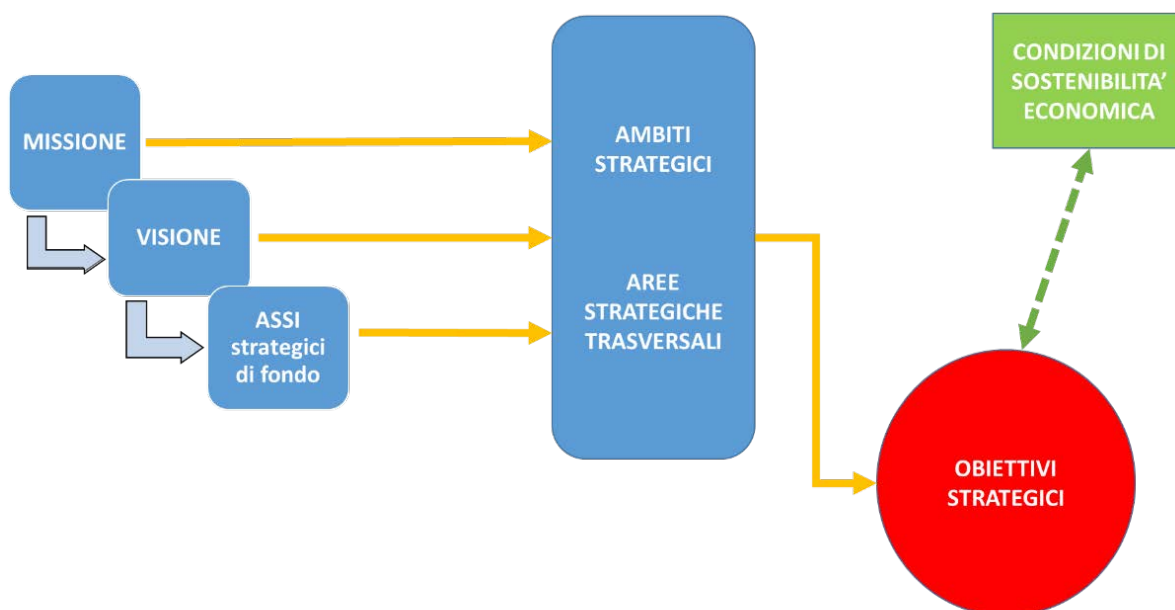 MISSIONE
VISIONE
ASSI
strategici
di fondo
AMBITI
STRATEGICI
AREE
STRATEGICHE
TRASVERSALI
CONDIZIONI DI
SOSTENIBILITA’
ECONOMICA
OBIETTIVI
STRATEGICI